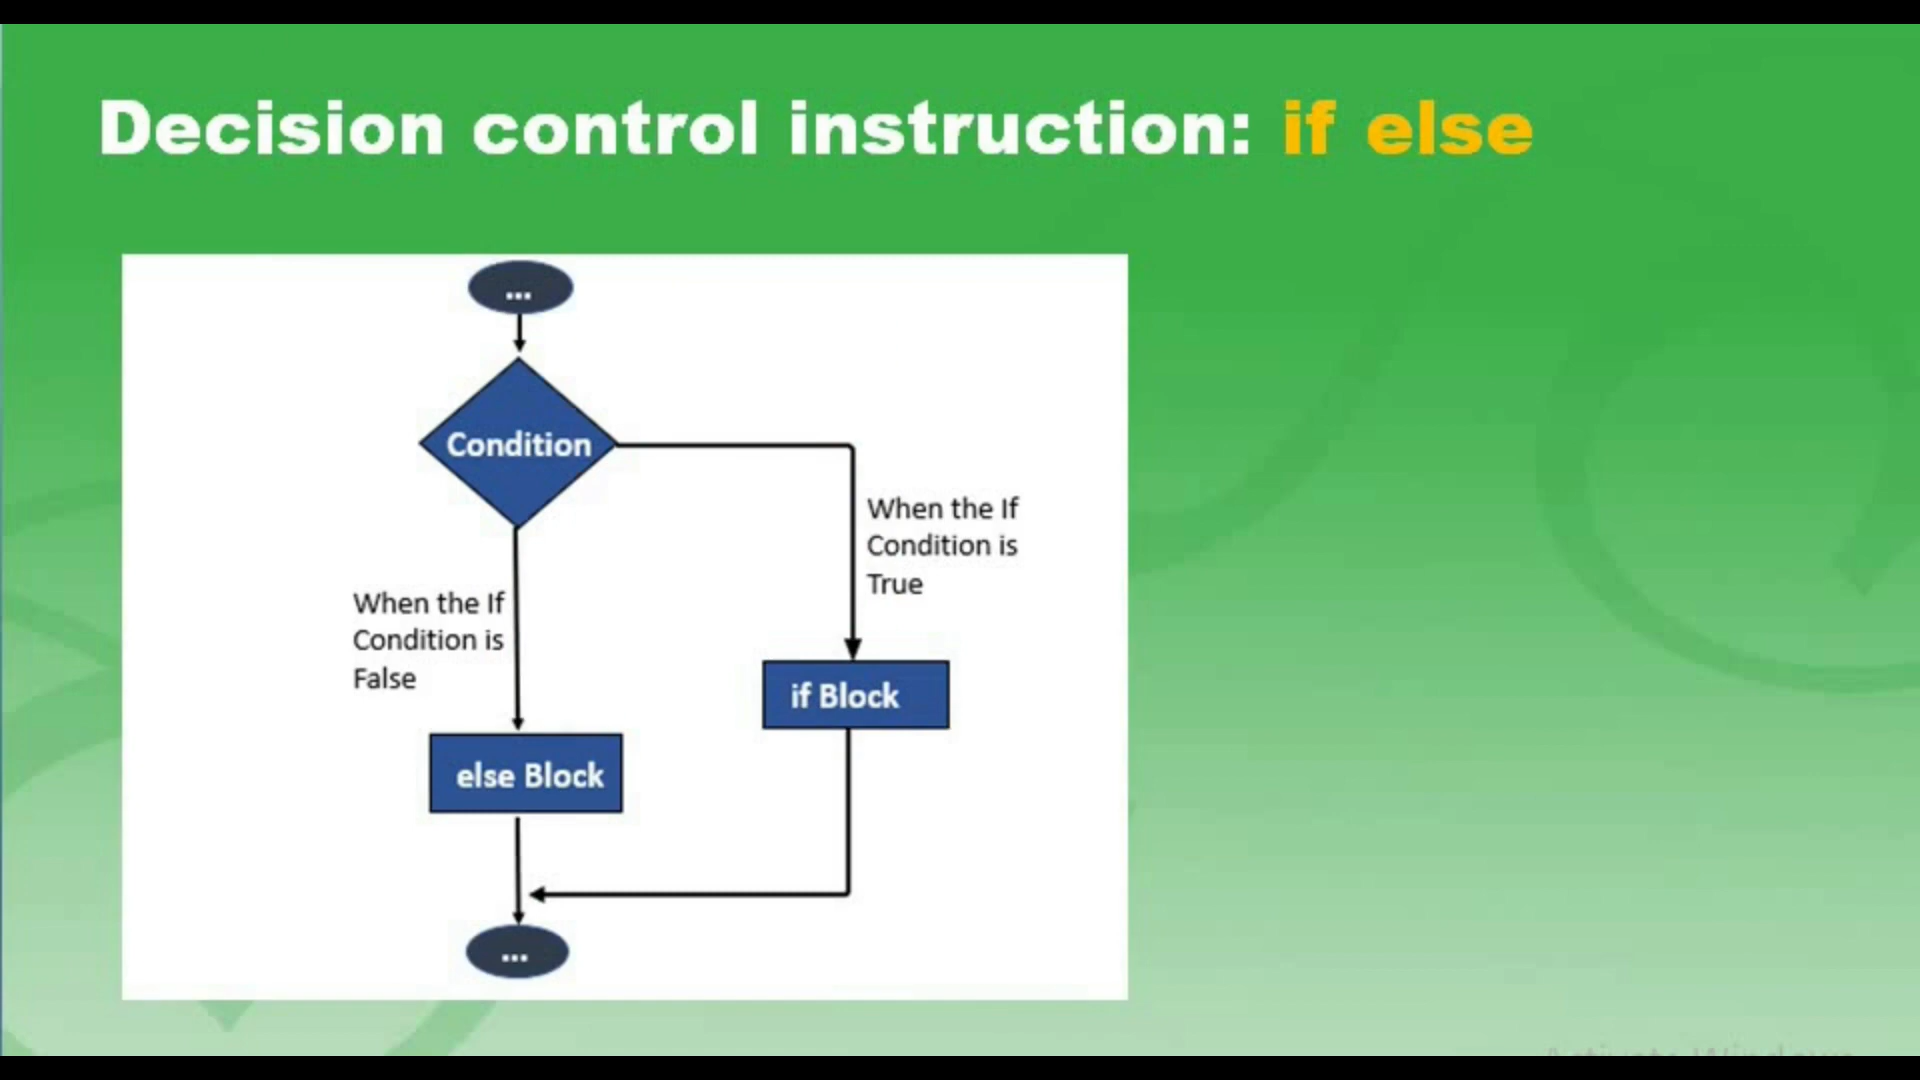 Decision control instruction: if else
...
Condition
When the If
Condition is
True
When the If
Condition is
False
if Block
else Block
...